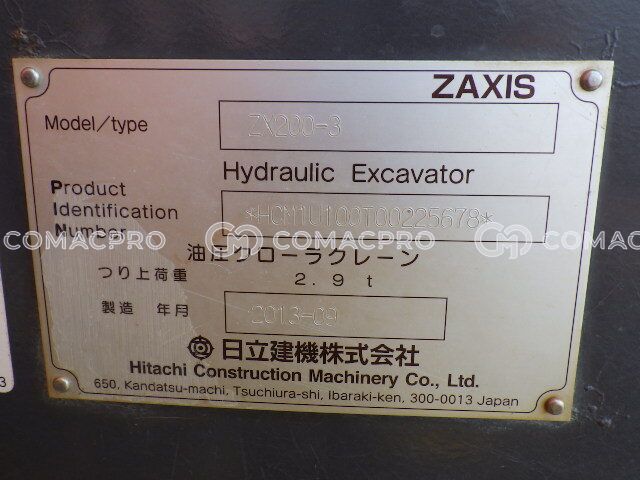 ZAXIS
Model/type ZX200-3
Hydraulic Excavator
Product
Identification *HCM1U100T00225678*
Number
COMACPRO COMACPRO
油圧クローラクレーン
つり上荷重 2.9 t
製造 年月 2013-09
日立建機株式会社
Hitachi Construction Machinery Co., Ltd.
650, Kandatsu-machi, Tsuchiura-shi, Ibaraki-ken, 300-0013 Japan
3